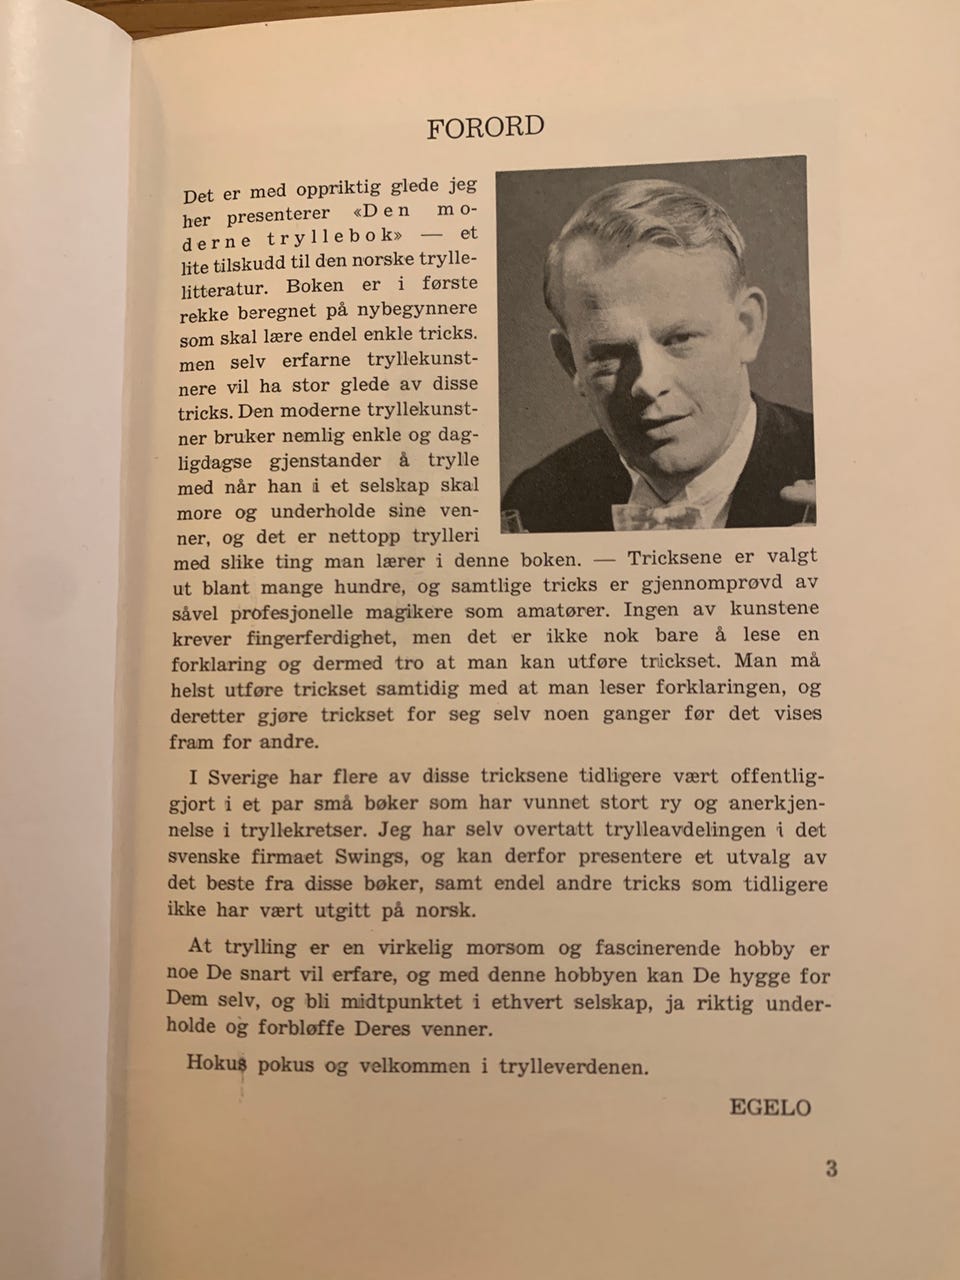 FORORD
Det er med oppriktig glede jeg
her presenterer «Den mo-
derne tryllebok» — et
lite tilskudd til den norske trylle-
litteratur. Boken er i første
rekke beregnet på nybegynnere
som skal lære endel enkle tricks.
men selv erfarne tryllekunst-
nere vil ha stor glede av disse
tricks. Den moderne tryllekunst-
ner bruker nemlig enkle og dag-
ligdagse gjenstander å trylle
med når han i et selskap skal
more og underholde sine ven-
ner, og det er nettopp trylleri
med slike ting man lærer i denne boken. — Tricksene er valgt
ut blant mange hundre, og samtlige tricks er gjennomprøvd av
såvel profesjonelle magikere som amatører. Ingen av kunstene
krever fingerferdighet, men det er ikke nok bare å lese en
forklaring og dermed tro at man kan utføre trickset. Man må
helst utføre trickset samtidig med at man leser forklaringen, og
deretter gjøre trickset for seg selv noen ganger før det vises
fram for andre.
I Sverige har flere av disse tricksene tidligere vært offentlig-
gjort i et par små bøker som har vunnet stort ry og anerkjen-
nelse i tryllekretser. Jeg har selv overtatt trylleavdelingen i det
svenske firmaet Swings, og kan derfor presentere et utvalg av
det beste fra disse bøker, samt endel andre tricks som tidligere
ikke har vært utgitt på norsk.
At trylling er en virkelig morsom og fascinerende hobby er
noe De snart vil erfare, og med denne hobbyen kan De hygge for
Dem selv, og bli midtpunktet i ethvert selskap, ja riktig under-
holde og forbløffe Deres venner.
Hokus pokus og velkommen i trylleverdenen.
EGELO
3